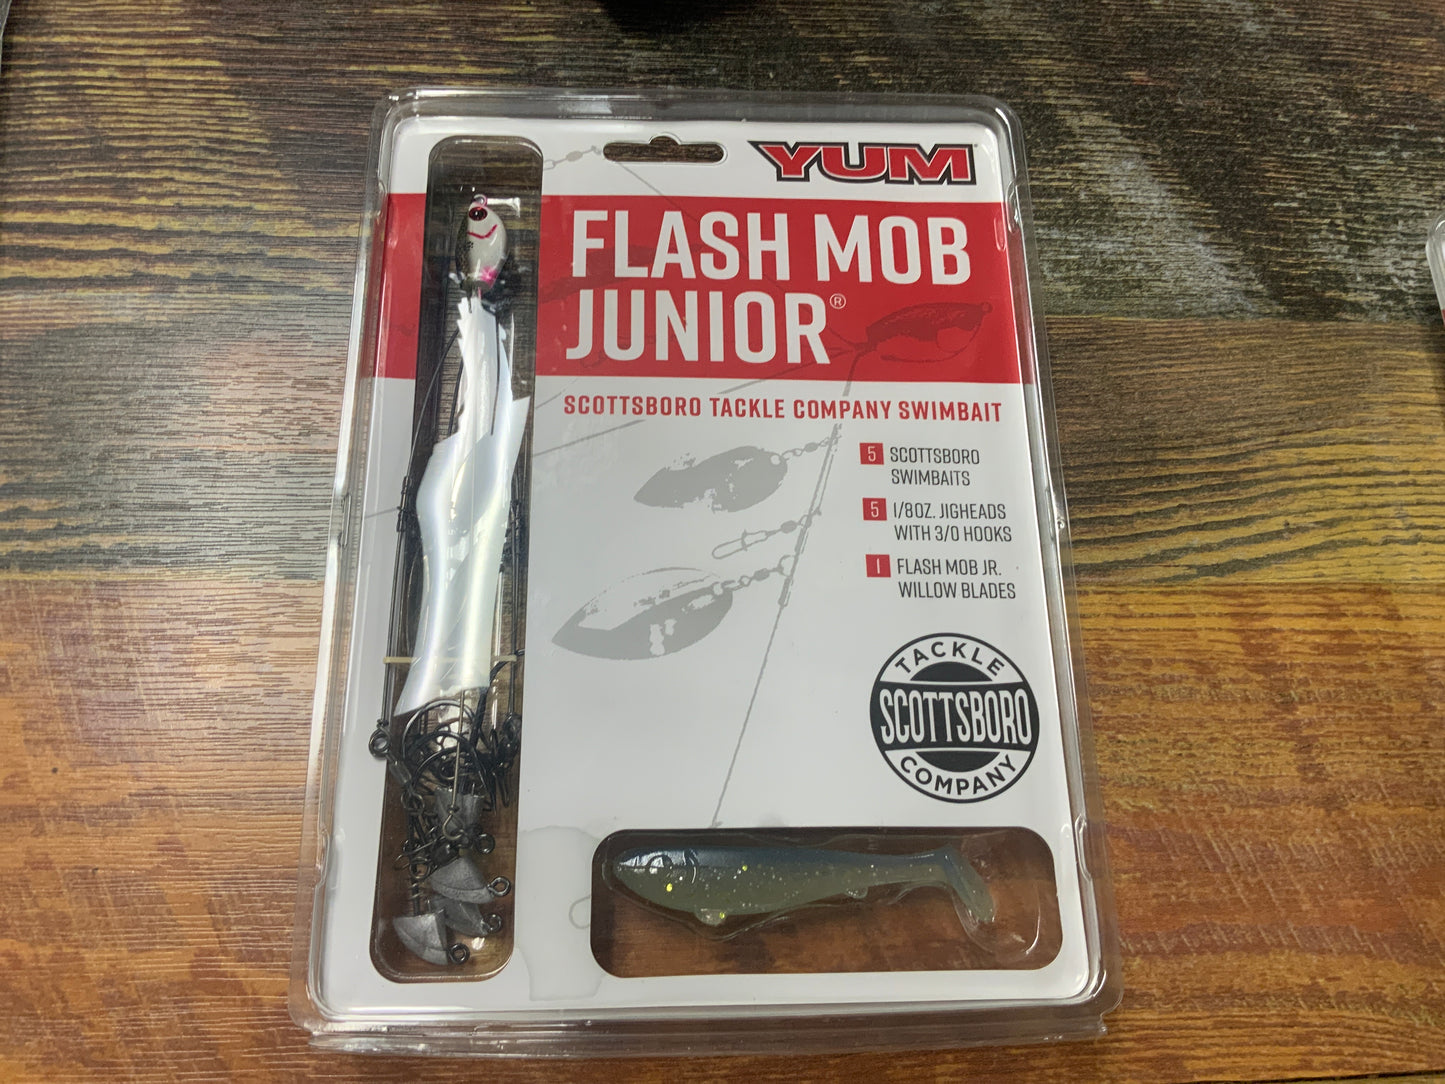 YUM
FLASH MOB
JUNIOR®
SCOTTSBORO TACKLE COMPANY SWIMBAIT
5 SCOTTSBORO
SWIMBAITS
5 1/8OZ. JIGHEADS
WITH 3/0 HOOKS
1 FLASH MOB JR.
WILLOW BLADES
TACKLE
SCOTTSBORO
COMPANY